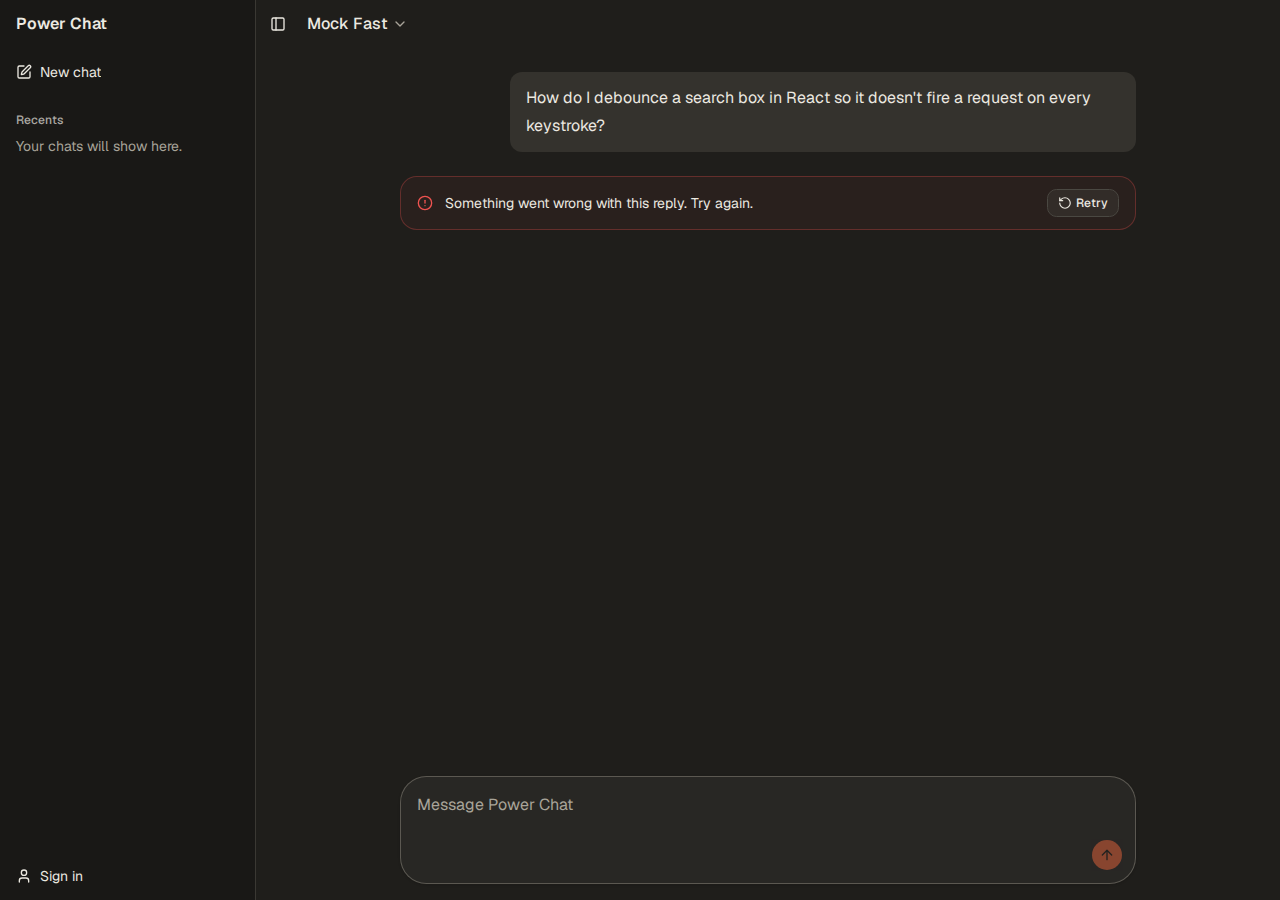 Power Chat
New chat
Recents
Your chats will show here.
Sign in
Mock Fast
How do I debounce a search box in React so it doesn't fire a request on every
keystroke?
Something went wrong with this reply. Try again.
Retry
Message Power Chat